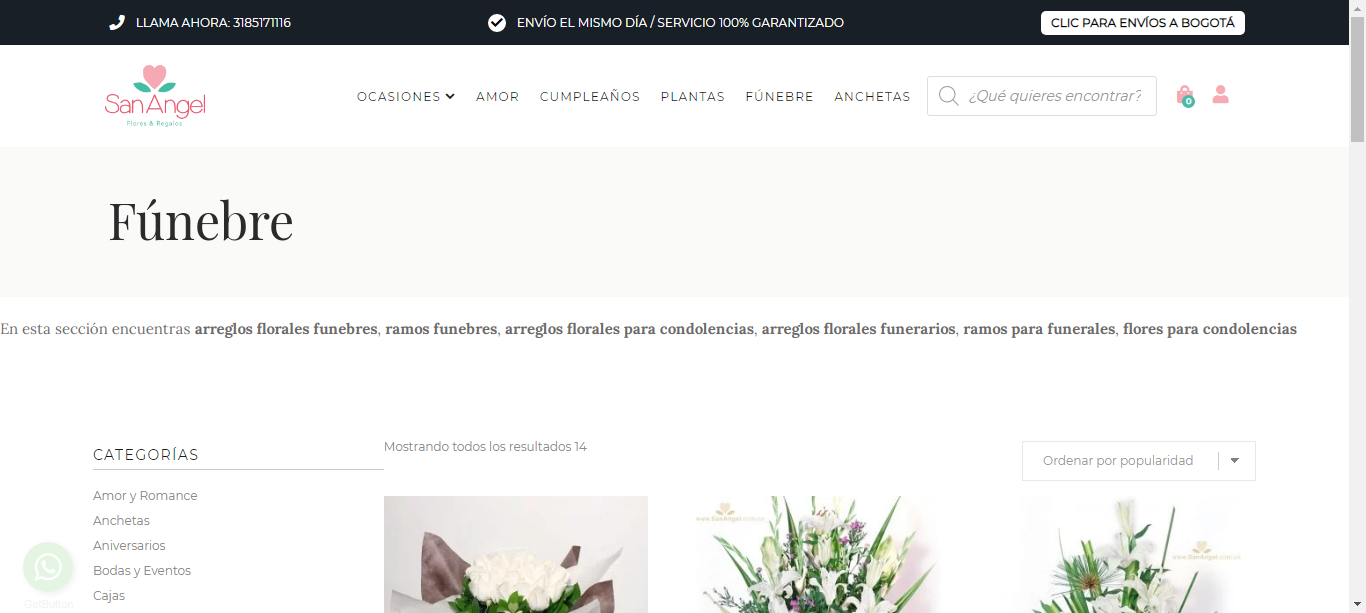 LLAMA AHORA: 3185171116
ENVÍO EL MISMO DÍA / SERVICIO 100% GARANTIZADO
CLIC PARA ENVÍOS A BOGOTÁ
SanAngel
Flores & Regalos
OCASIONES
AMOR
CUMPLEAÑOS
PLANTAS
FÚNEBRE
ANCHETAS
¿Qué quieres encontrar?
0
Fúnebre
En esta sección encuentras arreglos florales funebres, ramos funebres, arreglos florales para condolencias, arreglos florales funerarios, ramos para funerales, flores para condolencias
CATEGORÍAS
Amor y Romance
Anchetas
Aniversarios
Bodas y Eventos
Cajas
Mostrando todos los resultados 14
Ordenar por popularidad
www.SanAngel.com.co
www.SanAngel.com.co
GetButton